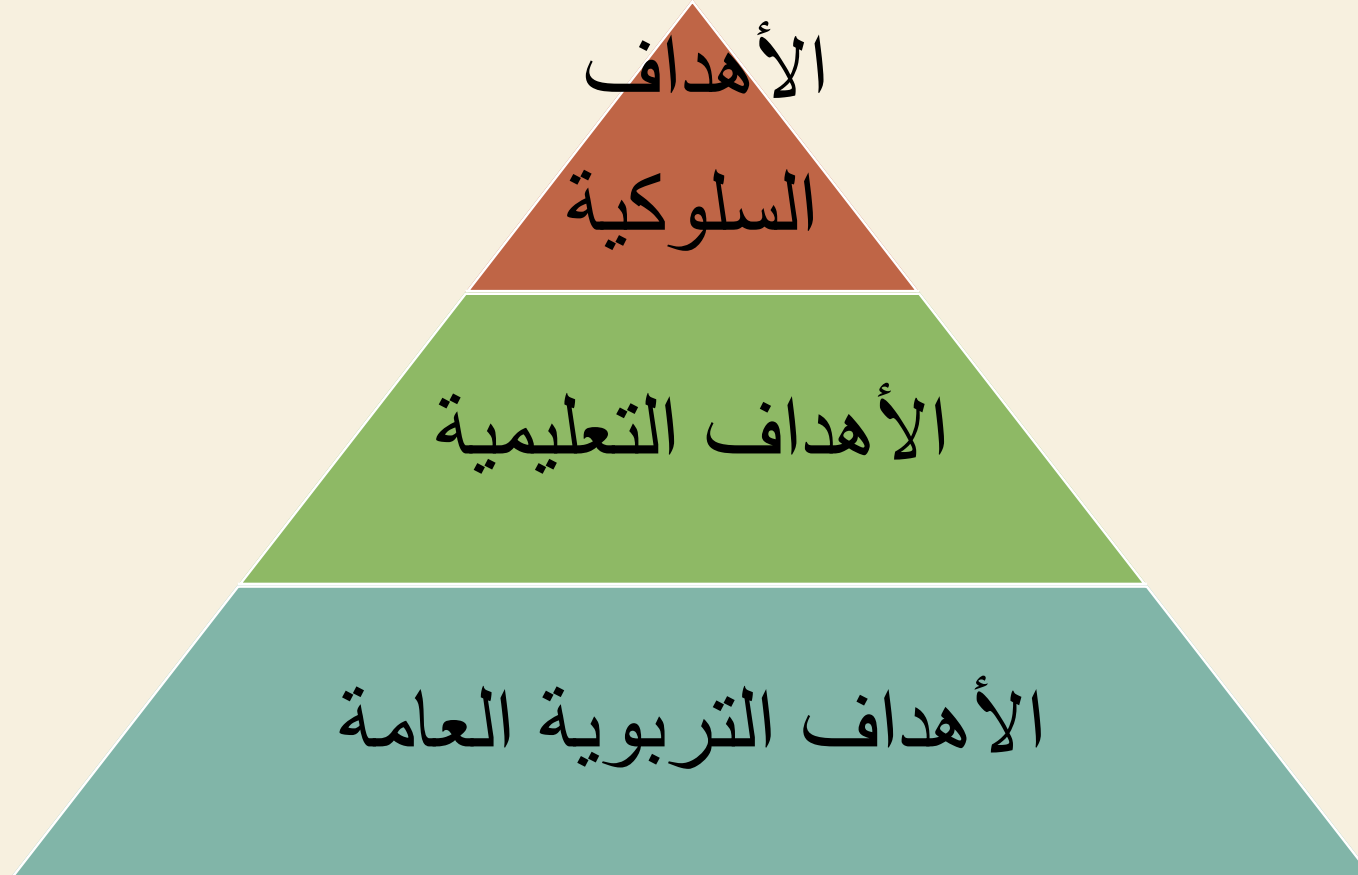 الأهداف
السلوكية
الأهداف التعليمية
الأهداف التربوية العامة